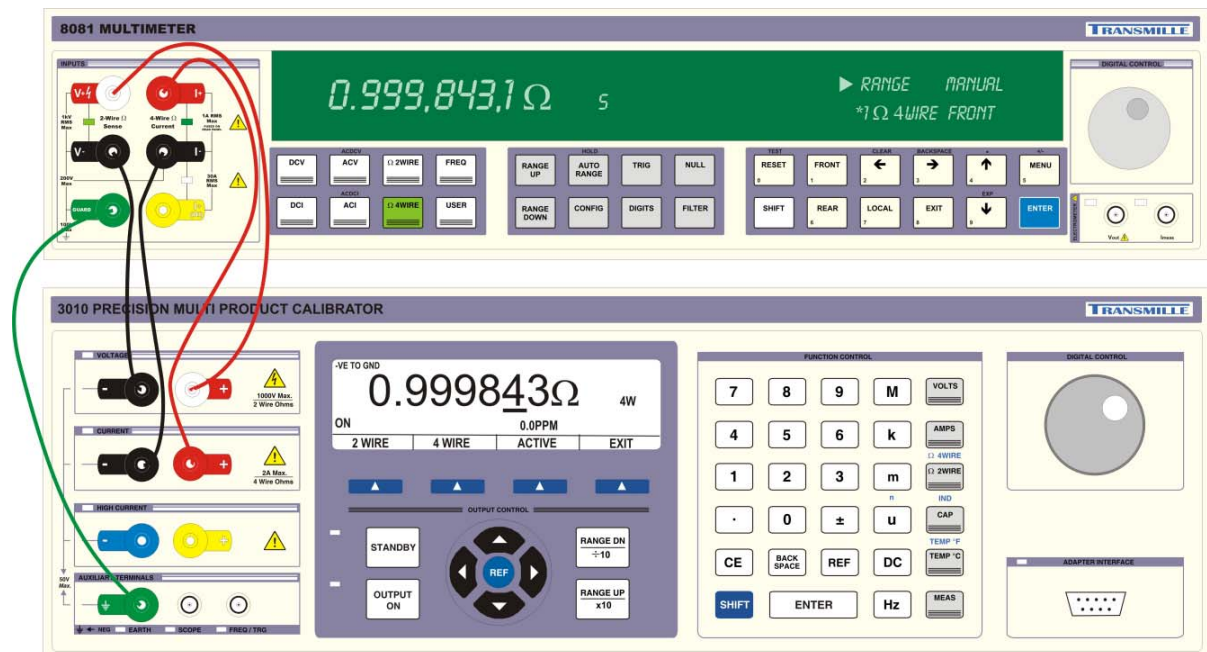 8081 MULTIMETER
TRANSMILLE
INPUTS
V+
I+
1kV RMS Max
2-Wire Ω Sense
4-Wire Ω Current
1A RMS Max
V-
I-
200V Max
30A RMS Max
GUARD
0.999,843,1 Ω S
▶ RANGE MANUAL
*1 Ω 4WIRE FRONT
ACDCV
DCV
ACV
Ω 2WIRE
FREQ
ACDCI
DCI
ACI
Ω 4WIRE
USER
HOLD
RANGE UP
AUTO RANGE
TRIG
NULL
RANGE DOWN
CONFIG
DIGITS
FILTER
TEST CLEAR BACKSPACE +/-
RESET 0
FRONT 1
← 2
→ 3
↑ 4
MENU 5
EXP
SHIFT
REAR 6
LOCAL 7
EXIT 8
↓ 9
ENTER
DIGITAL CONTROL
ELECTROMETER
Vout
Imeas
3010 PRECISION MULTI PRODUCT CALIBRATOR
TRANSMILLE
VOLTAGE
- +
1000V Max.
2 Wire Ohms
CURRENT
- +
2A Max.
4 Wire Ohms
HIGH CURRENT
- +
50V Max.
AUXILIARY TERMINALS
NEG EARTH SCOPE FREQ / TRG
-VE TO GND
0.999843Ω 4W
ON 0.0PPM
2 WIRE 4 WIRE ACTIVE EXIT
OUTPUT CONTROL
STANDBY
OUTPUT ON
REF
RANGE DN ÷10
RANGE UP x10
FUNCTION CONTROL
7 8 9 M VOLTS
4 5 6 k AMPS
Ω 4WIRE
1 2 3 m Ω 2WIRE
n IND
· 0 ± u CAP
TEMP °F
CE BACK SPACE REF DC TEMP °C
SHIFT ENTER Hz MEAS
DIGITAL CONTROL
ADAPTER INTERFACE